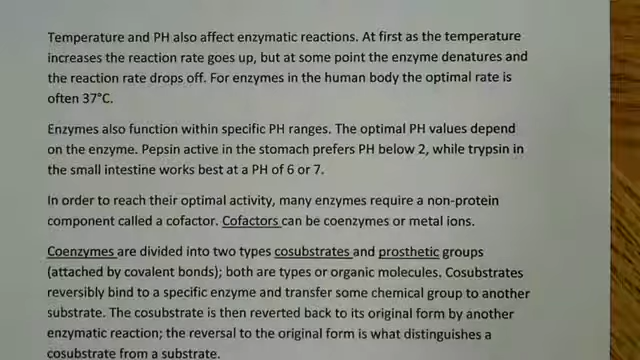 Temperature and PH also affect enzymatic reactions. At first as the temperature
increases the reaction rate goes up, but at some point the enzyme denatures and
the reaction rate drops off. For enzymes in the human body the optimal rate is
often 37°C.
Enzymes also function within specific PH ranges. The optimal PH values depend
on the enzyme. Pepsin active in the stomach prefers PH below 2, while trypsin in
the small intestine works best at a PH of 6 or 7.
In order to reach their optimal activity, many enzymes require a non-protein
component called a cofactor. Cofactors can be coenzymes or metal ions.
Coenzymes are divided into two types cosubstrates and prosthetic groups
(attached by covalent bonds); both are types or organic molecules. Cosubstrates
reversibly bind to a specific enzyme and transfer some chemical group to another
substrate. The cosubstrate is then reverted back to its original form by another
enzymatic reaction; the reversal to the original form is what distinguishes a
cosubstrate from a substrate.